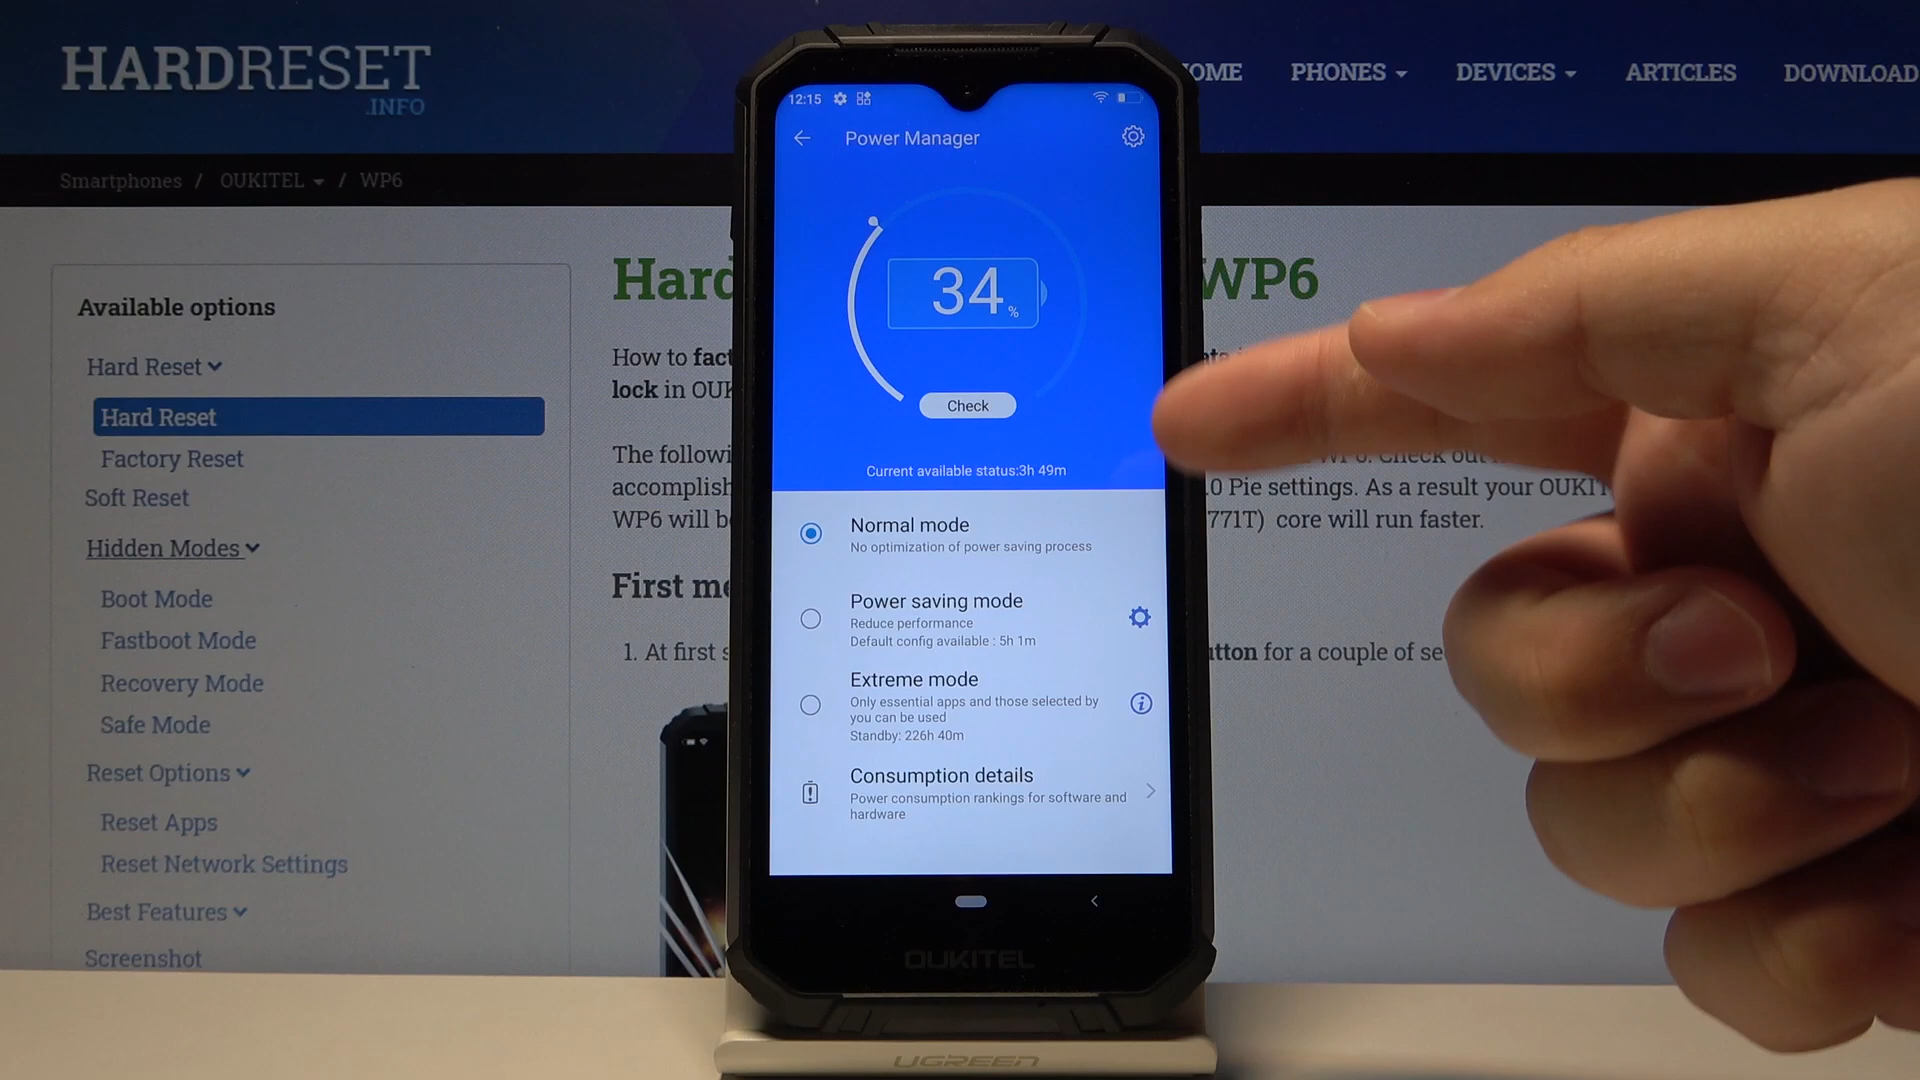 HARDRESET
.INFO
OME PHONES DEVICES ARTICLES DOWNLOAD
Smartphones / OUKITEL / WP6
Available options
Hard Reset
Hard Reset
Factory Reset
Soft Reset
Hidden Modes
Boot Mode
Fastboot Mode
Recovery Mode
Safe Mode
Reset Options
Reset Apps
Reset Network Settings
Best Features
Screenshot
Hard WP6
How to fact
lock in OUK
The followi WP6. Check out
accomplish .0 Pie settings. As a result your OUKIT
WP6 will b 771T) core will run faster.
First me
1. At first s utton for a couple of se
12:15
Power Manager
34 %
Check
Current available status:3h 49m
Normal mode
No optimization of power saving process
Power saving mode
Reduce performance
Default config available : 5h 1m
Extreme mode
Only essential apps and those selected by
you can be used
Standby: 226h 40m
Consumption details
Power consumption rankings for software and
hardware
OUKITEL
UGREEN